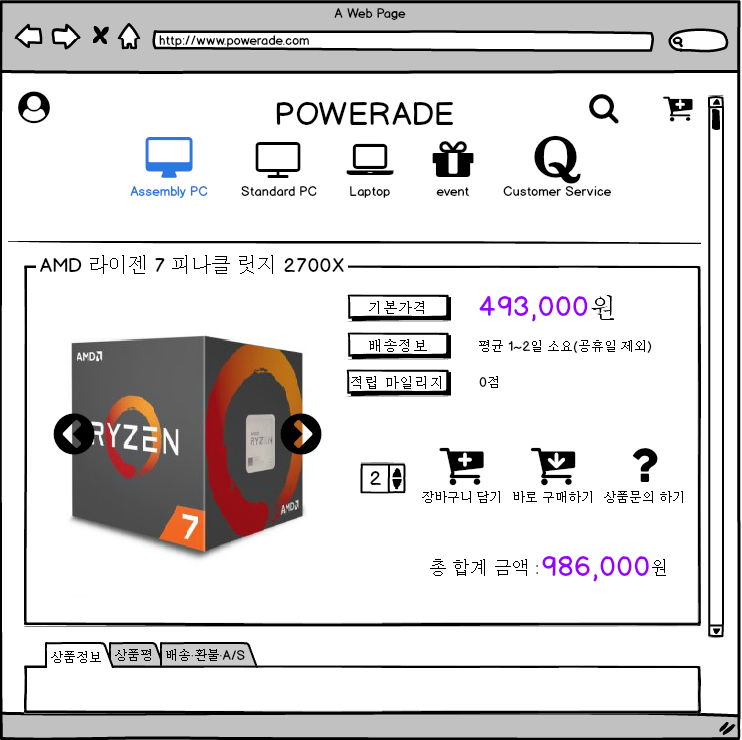 A Web Page
http://www.powerade.com
POWERADE
Assembly PC
Standard PC
Laptop
event
Q
Customer Service
AMD 라이젠 7 피나클 릿지 2700X
AMD
RYZEN
7
AMD
RYZEN
AMD
기본가격
493,000원
배송정보
평균 1~2일 소요(공휴일 제외)
적립 마일리지
0점
2
장바구니 담기
바로 구매하기
?
상품문의 하기
총 합계 금액 : 986,000원
상품정보
상품평
배송·환불·A/S